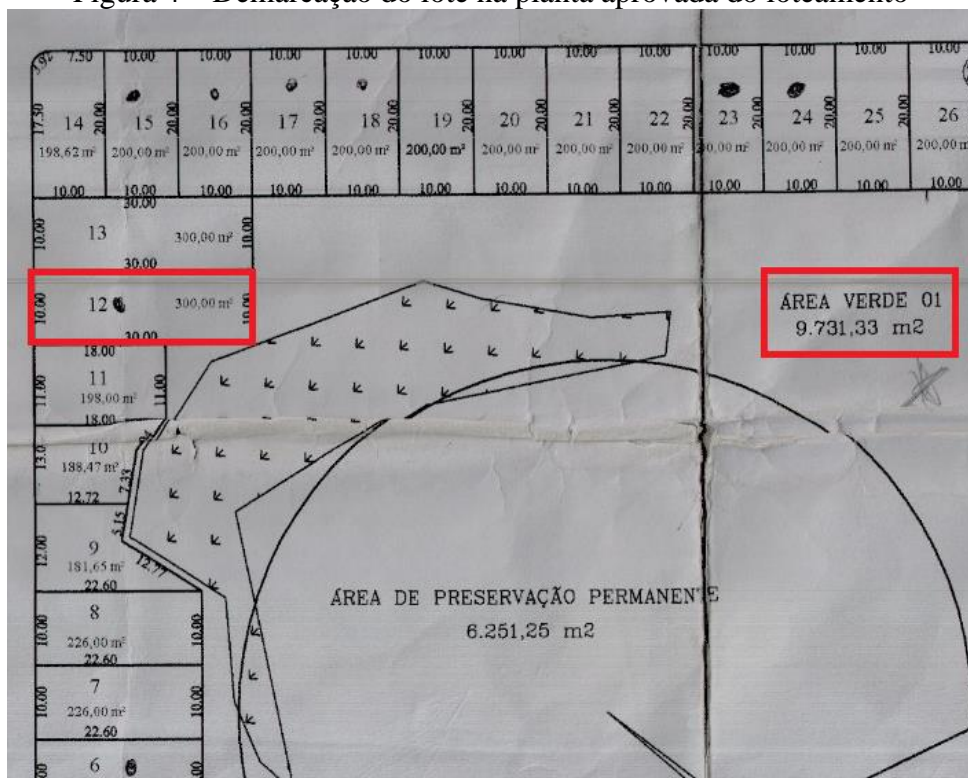 Figura 4 – Demarcação do lote na planta aprovada do loteamento
3.92 7.50 10.00 10.00 10.00 10.00 10.00 10.00 10.00 10.00 10.00 10.00 10.00 10.00
17.30 20.00 20.00 20.00 20.00 20.00 20.00 20.00 20.00 20.00 20.00 20.00 20.00
14 15 16 17 18 19 20 21 22 23 24 25 26
198,62 m² 200,00 m² 200,00 m² 200,00 m² 200,00 m² 200,00 m² 200,00 m² 200,00 m² 200,00 m² 200,00 m² 200,00 m² 200,00 m² 200,00 m
10.00 10.00 10.00 10.00 10.00 10.00 10.00 10.00 10.00 10.00 10.00 10.00 10.00
30.00
10.00 13 300,00 m² 10.00
30.00
10.00 12 300,00 m² 10.00
30.00
ÁREA VERDE 01
9.731,33 m2
18.00
11.00 11 11.00
198,00 m²
18.00
13.0 10
188,47 m²
7.33
12.72
5.15
12.00 9 12.77
181,65 m²
22.60
ÁREA DE PRESERVAÇÃO PERMANENTE
6.251,25 m2
10.00 8 10.00
226,00 m²
22.60
10.00 7 10.00
226,00 m²
22.60
6